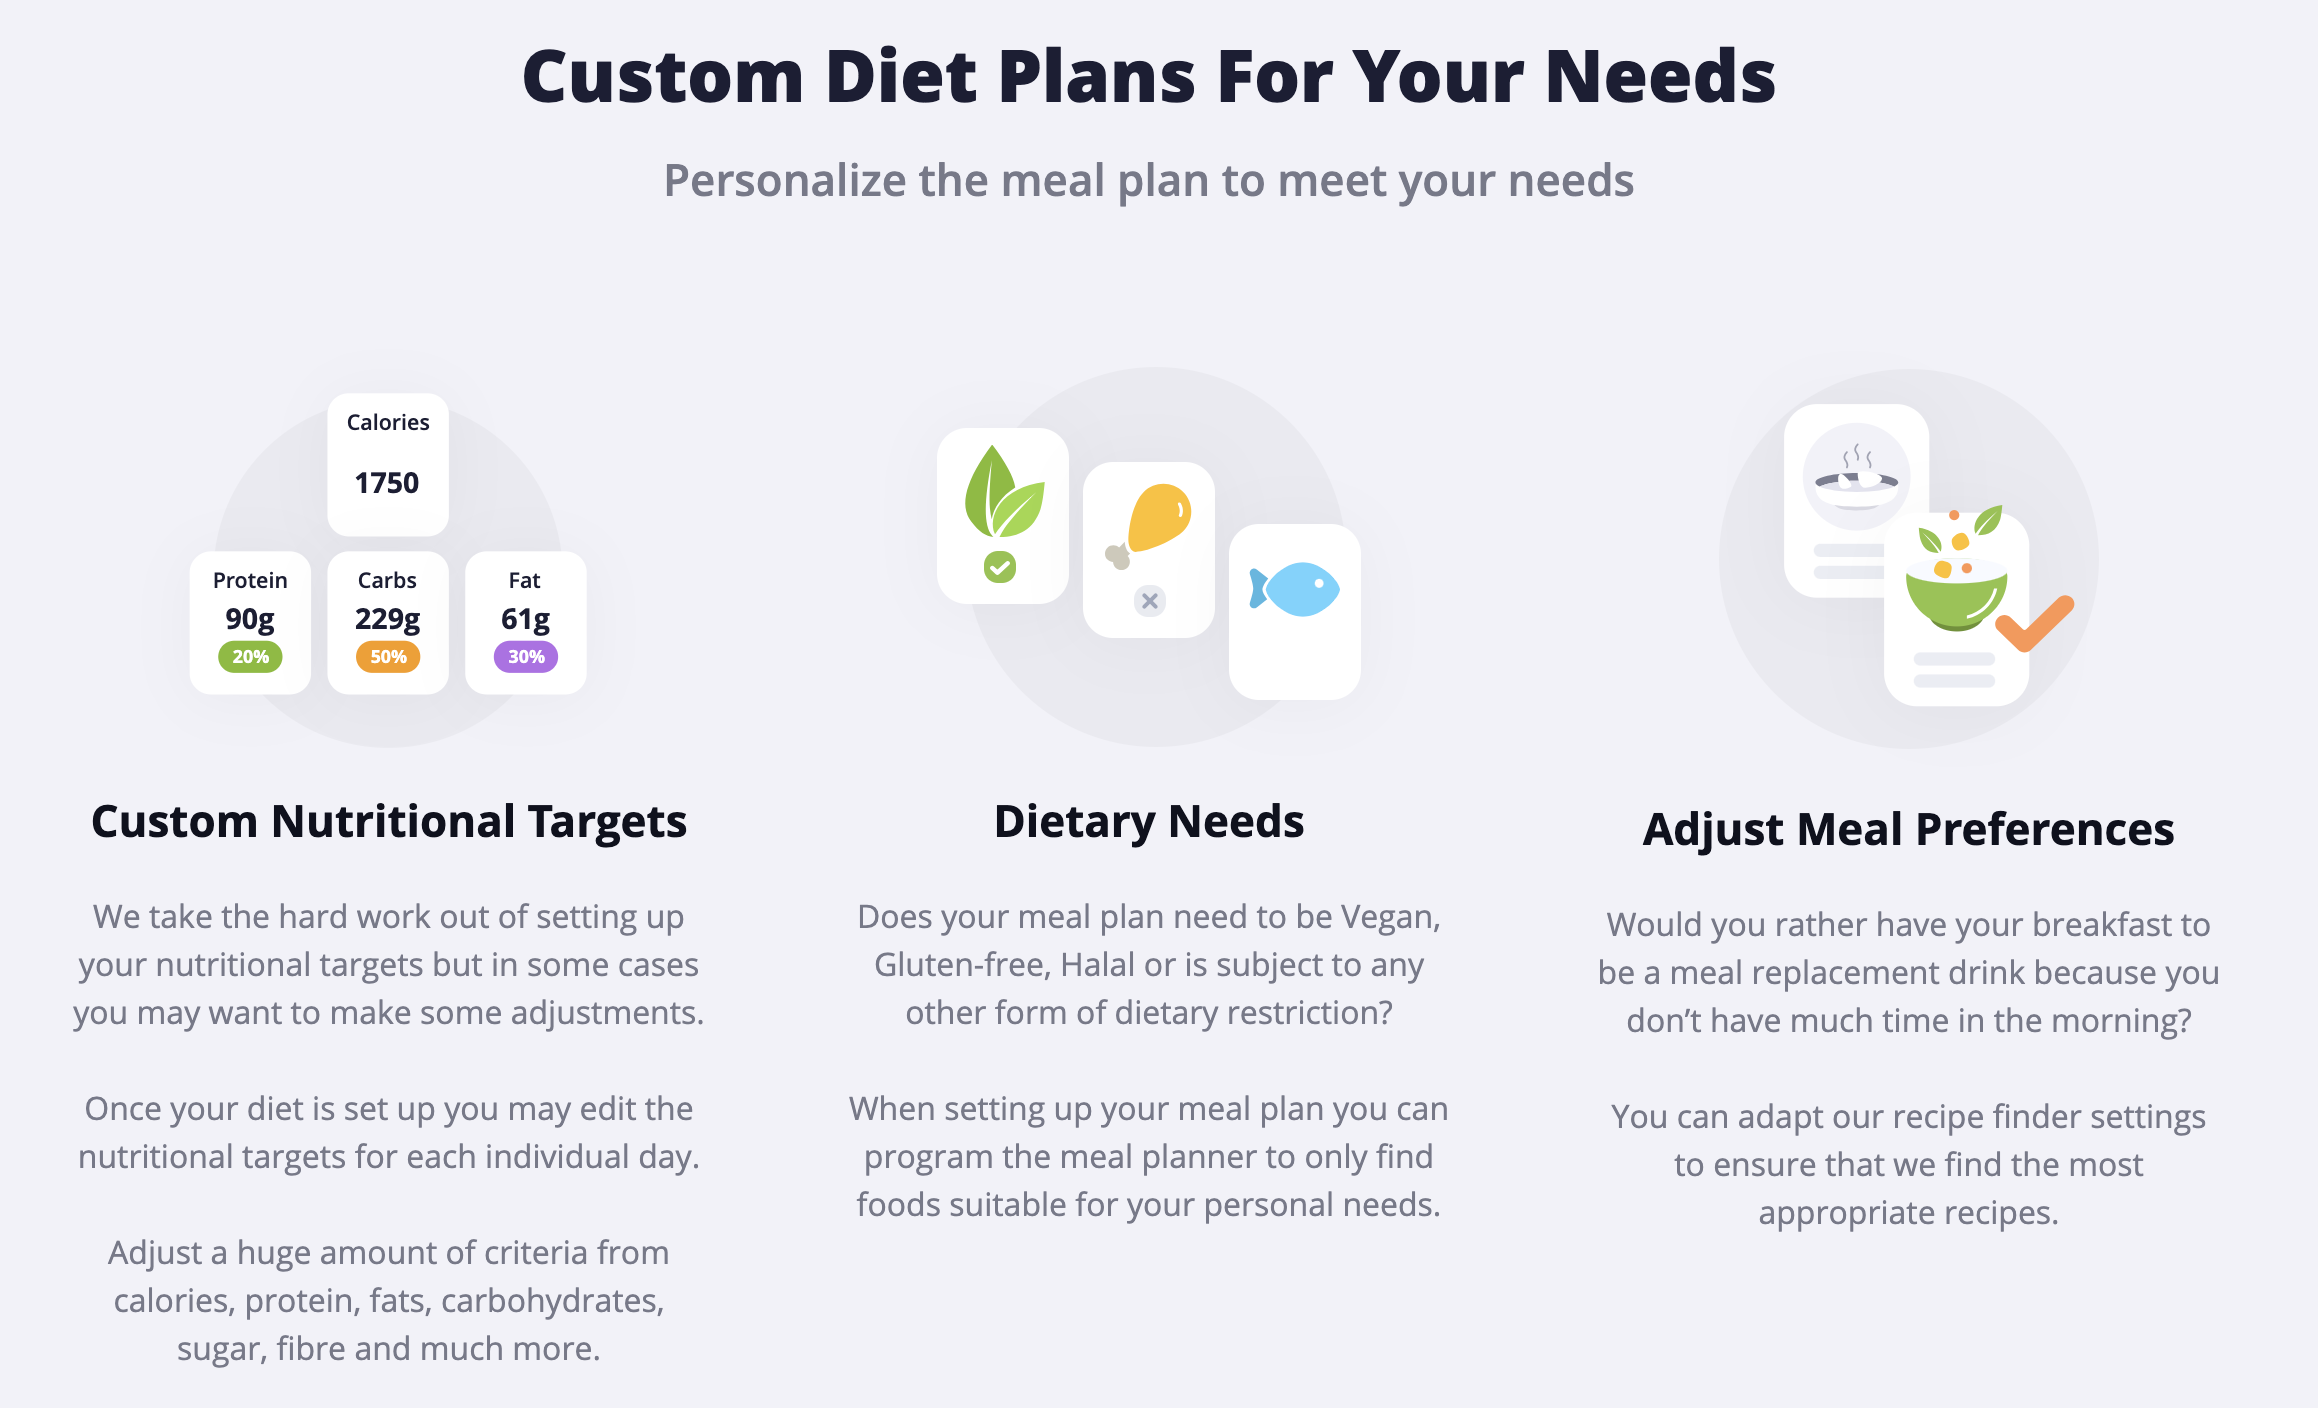 Custom Diet Plans For Your Needs
Personalize the meal plan to meet your needs
Calories
1750
Protein
90g
20%
Carbs
229g
50%
Fat
61g
30%
Custom Nutritional Targets
We take the hard work out of setting up
your nutritional targets but in some cases
you may want to make some adjustments.
Once your diet is set up you may edit the
nutritional targets for each individual day.
Adjust a huge amount of criteria from
calories, protein, fats, carbohydrates,
sugar, fibre and much more.
Dietary Needs
Does your meal plan need to be Vegan,
Gluten-free, Halal or is subject to any
other form of dietary restriction?
When setting up your meal plan you can
program the meal planner to only find
foods suitable for your personal needs.
Adjust Meal Preferences
Would you rather have your breakfast to
be a meal replacement drink because you
don’t have much time in the morning?
You can adapt our recipe finder settings
to ensure that we find the most
appropriate recipes.